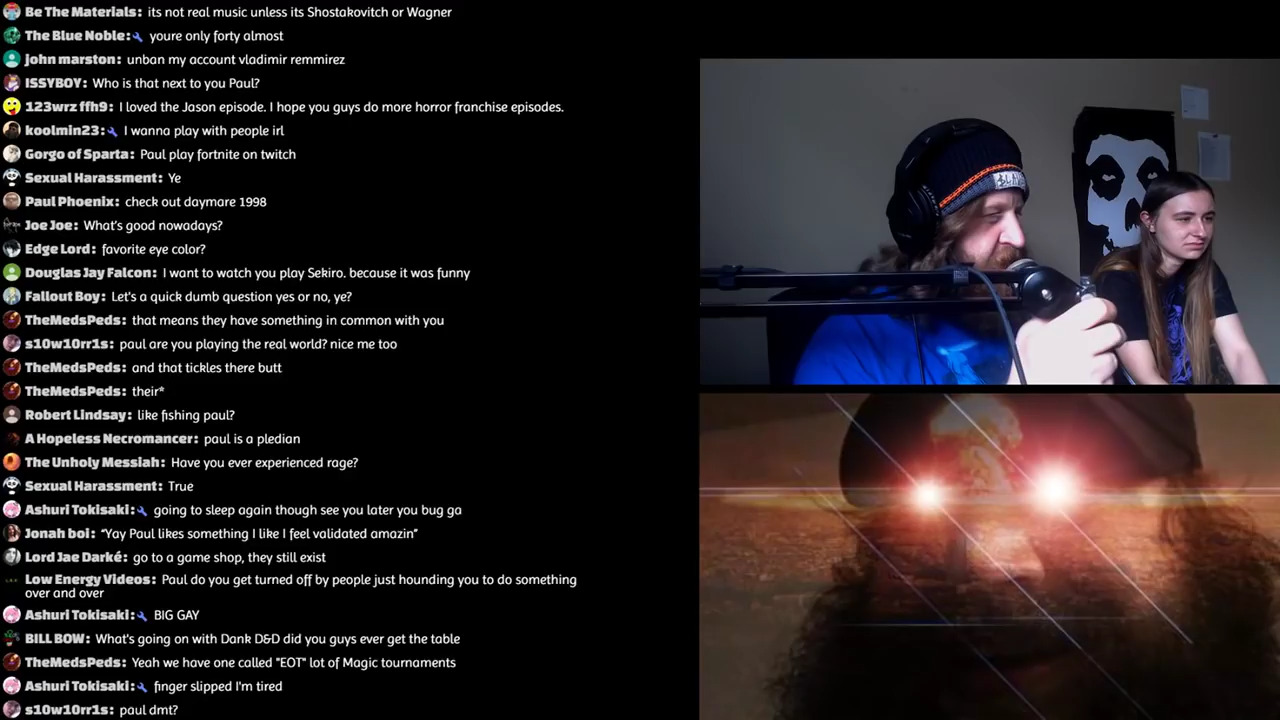 Be The Materials: its not real music unless its Shostakovitch or Wagner
The Blue Noble: youre only forty almost
john marston: unban my account vladimir remmirez
ISSYBOY: Who is that next to you Paul?
123wrz ffh9: I loved the Jason episode. I hope you guys do more horror franchise episodes.
koolmin23: I wanna play with people irl
Gorgo of Sparta: Paul play fortnite on twitch
Sexual Harassment: Ye
Paul Phoenix: check out daymare 1998
Joe Joe: What's good nowadays?
Edge Lord: favorite eye color?
Douglas Jay Falcon: I want to watch you play Sekiro. because it was funny
Fallout Boy: Let's a quick dumb question yes or no, ye?
TheMedsPeds: that means they have something in common with you
s10w10rr1s: paul are you playing the real world? nice me too
TheMedsPeds: and that tickles there butt
TheMedsPeds: their*
Robert Lindsay: like fishing paul?
A Hopeless Necromancer: paul is a pledian
The Unholy Messiah: Have you ever experienced rage?
Sexual Harassment: True
Ashuri Tokisaki: going to sleep again though see you later you bug ga
Jonah boi: "Yay Paul likes something I like I feel validated amazin"
Lord Jae Darké: go to a game shop, they still exist
Low Energy Videos: Paul do you get turned off by people just hounding you to do something
over and over
Ashuri Tokisaki: BIG GAY
BILL BOW: What's going on with Dank D&D did you guys ever get the table
TheMedsPeds: Yeah we have one called "EOT" lot of Magic tournaments
Ashuri Tokisaki: finger slipped I'm tired
s10w10rr1s: paul dmt?